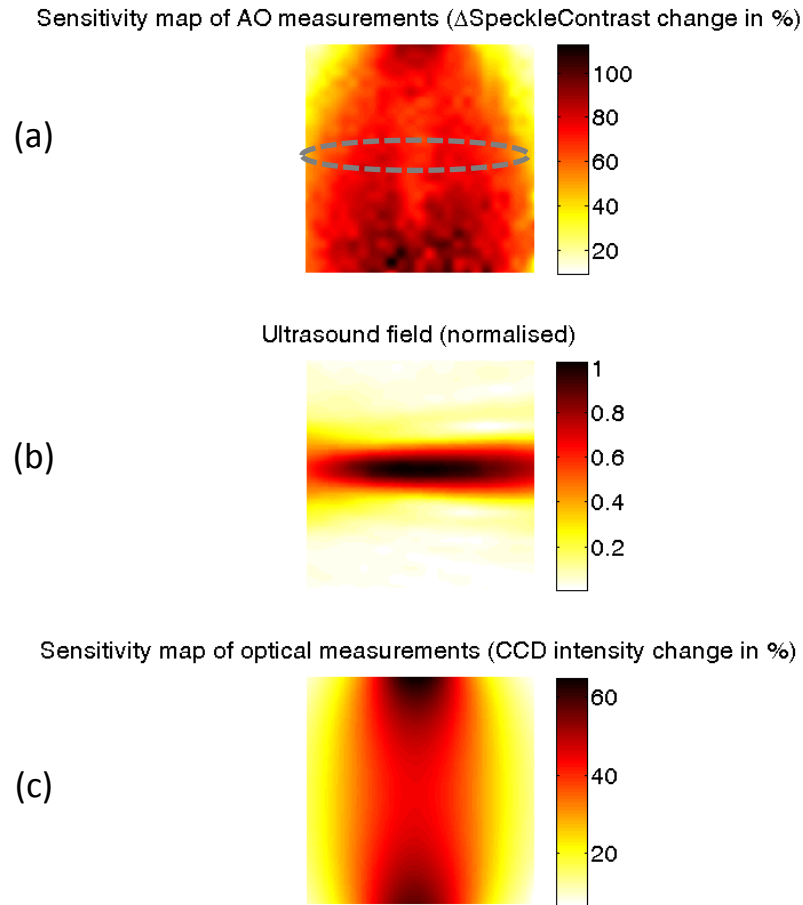 Sensitivity map of AO measurements (ΔSpeckleContrast change in %)
(a)
100
80
60
40
20
Ultrasound field (normalised)
(b)
1
0.8
0.6
0.4
0.2
Sensitivity map of optical measurements (CCD intensity change in %)
(c)
60
40
20